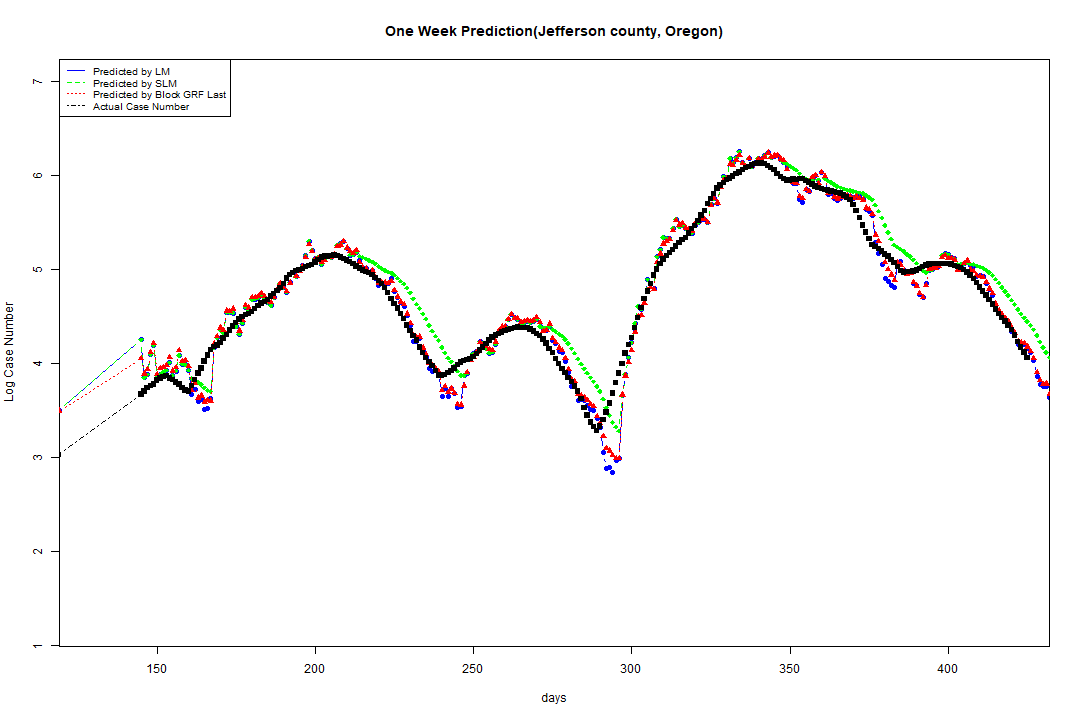 One Week Prediction(Jefferson county, Oregon)
Predicted by LM
Predicted by SLM
Predicted by Block GRF Last
Actual Case Number
7
6
5
4
3
2
1
Log Case Number
150 200 250 300 350 400
days